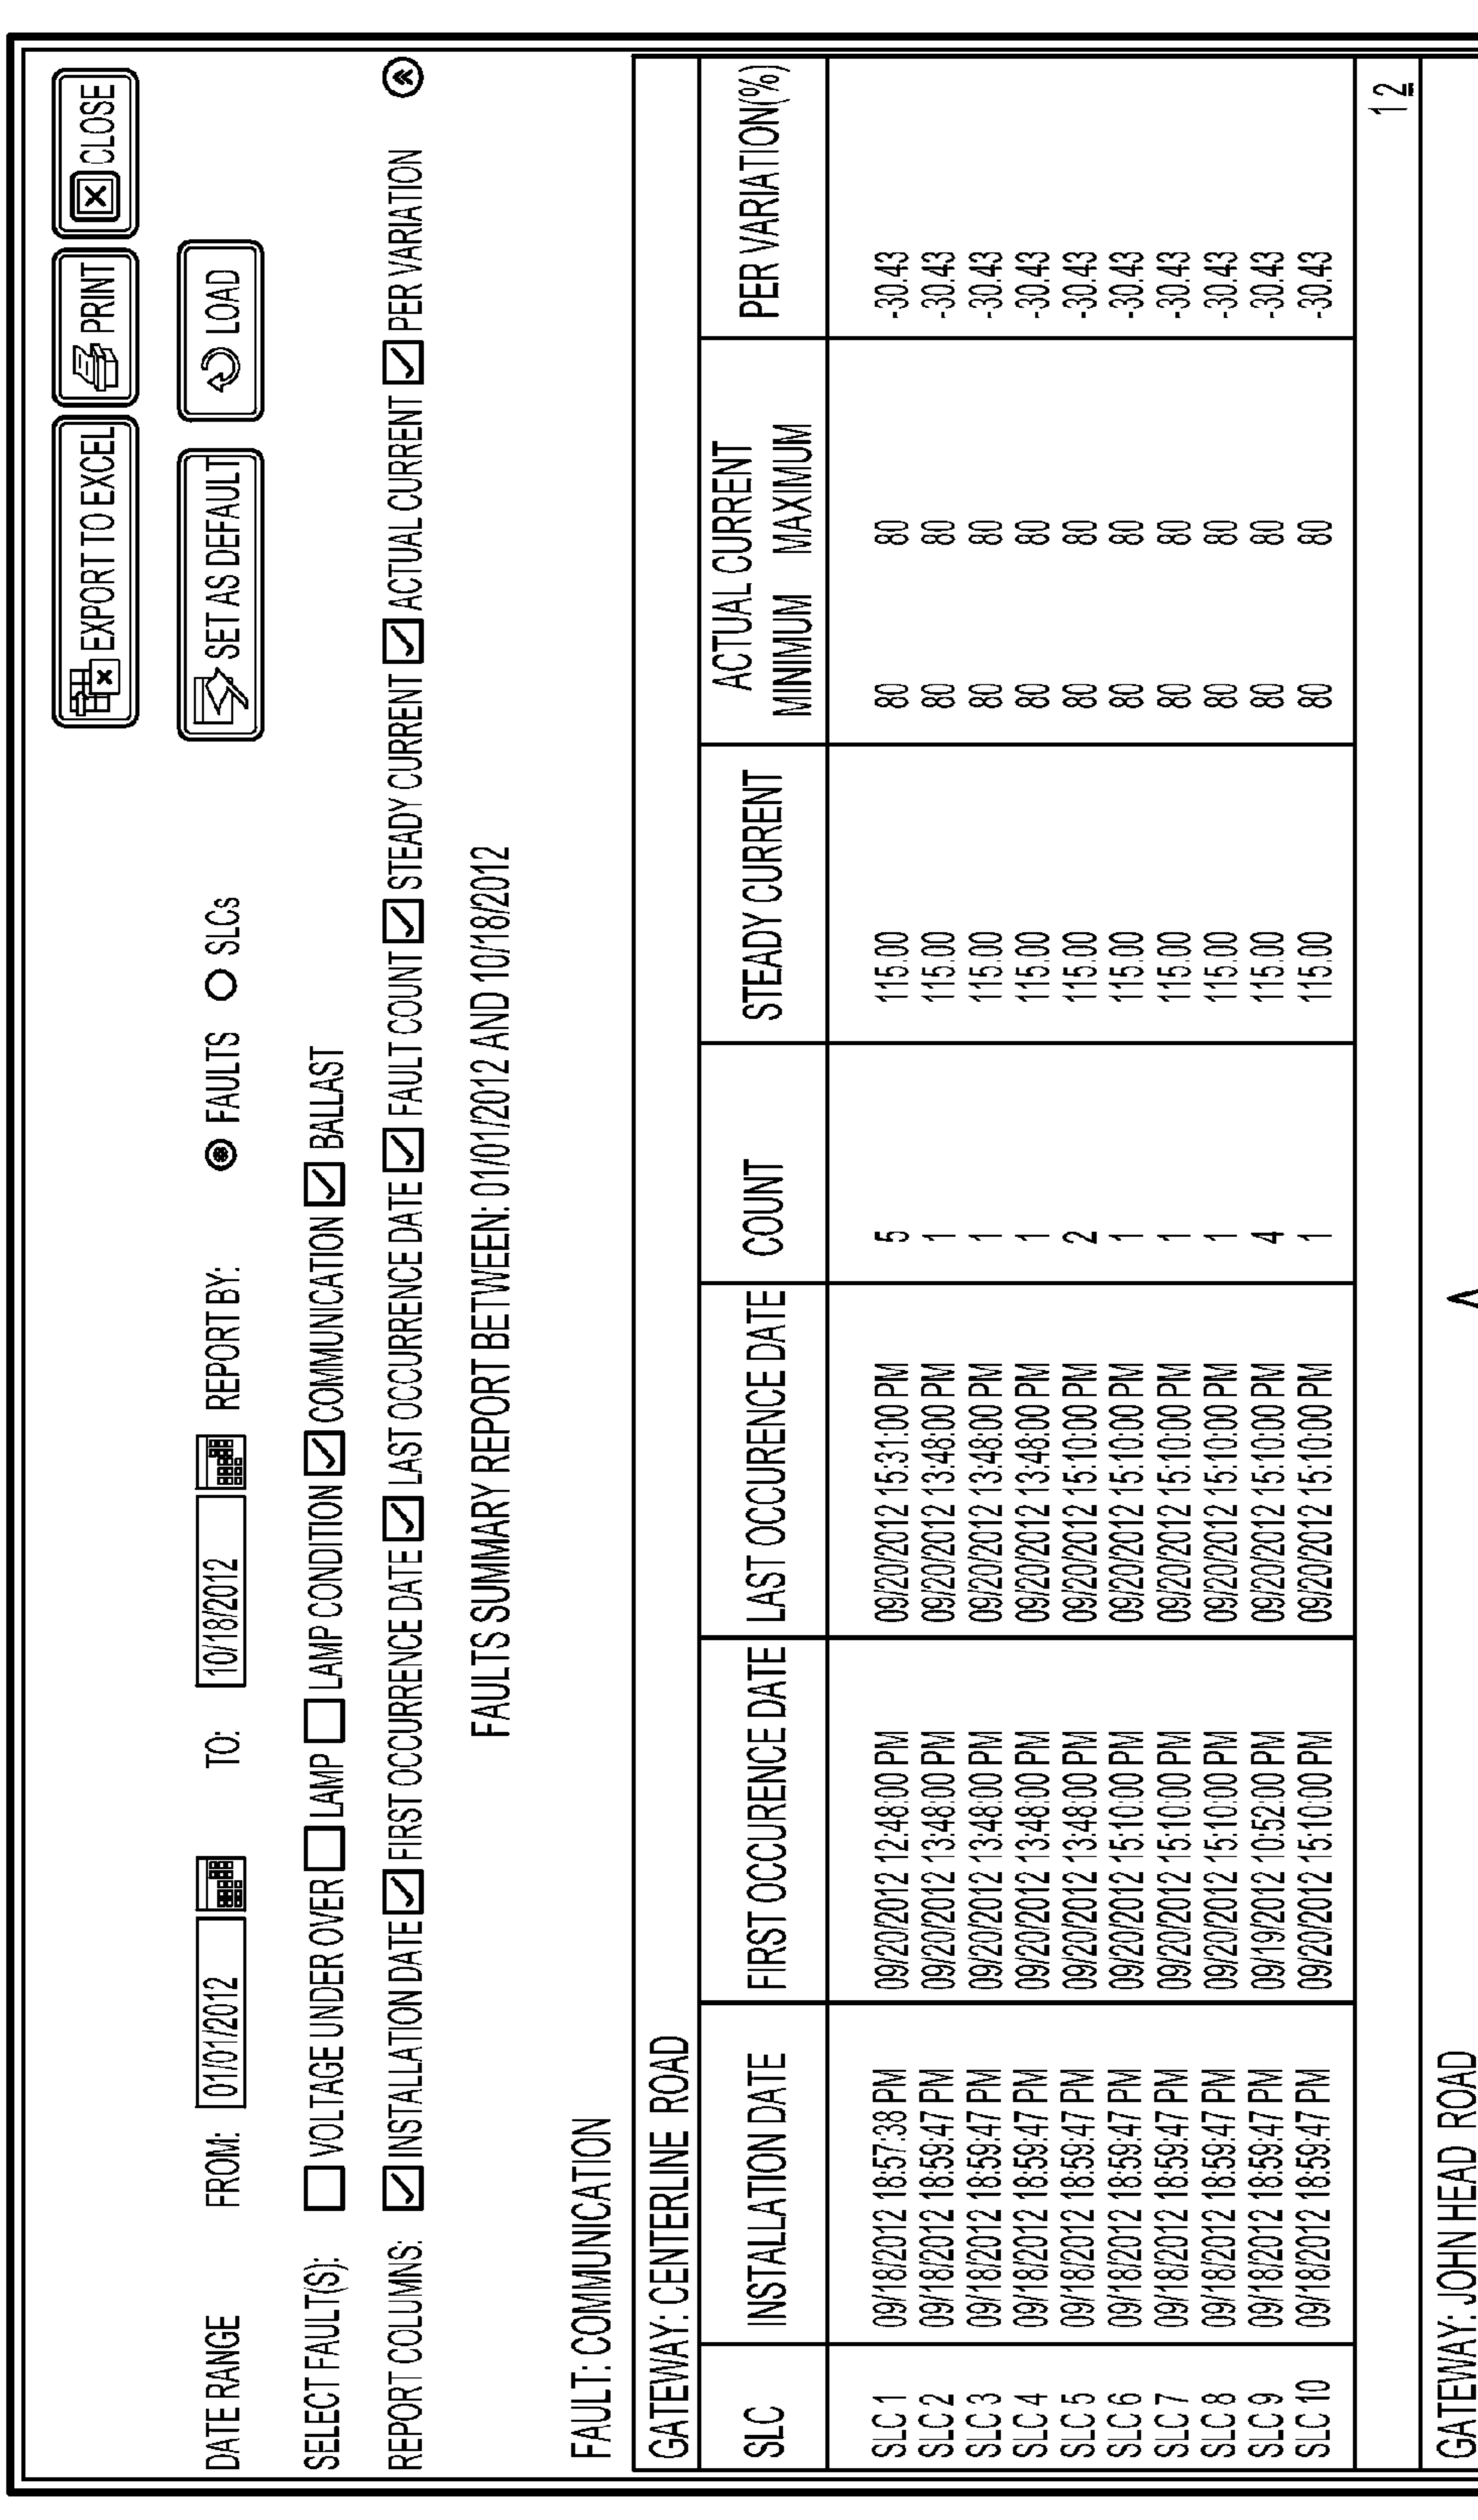 EXPORT TO EXCEL PRINT CLOSE
DATE RANGE FROM: 01/01/2012 TO: 10/18/2012 REPORT BY: FAULTS SLCs SET AS DEFAULT LOAD
SELECT FAULT(S): VOLTAGE UNDER OVER LAMP LAMP CONDITION COMMUNICATION BALLAST
REPORT COLUMNS: INSTALLATION DATE FIRST OCCURRENCE DATE LAST OCCURRENCE DATE FAULT COUNT STEADY CURRENT ACTUAL CURRENT PER VARIATION
FAULTS SUMMARY REPORT BETWEEN: 01/01/2012 AND 10/18/2012
FAULT: COMMUNICATION
GATEWAY: CENTERLINE ROAD
SLC INSTALLATION DATE FIRST OCCURENCE DATE LAST OCCURENCE DATE COUNT STEADY CURRENT ACTUAL CURRENT PER VARIATION(%)
MINIMUM MAXIMUM
SLC 1 09/18/2012 18:57:38 PM 09/20/2012 12:48:00 PM 09/20/2012 15:31:00 PM 5 115.00 80 80 -30.43
SLC 2 09/18/2012 18:59:47 PM 09/20/2012 13:48:00 PM 09/20/2012 13:48:00 PM 1 115.00 80 80 -30.43
SLC 3 09/18/2012 18:59:47 PM 09/20/2012 13:48:00 PM 09/20/2012 13:48:00 PM 1 115.00 80 80 -30.43
SLC 4 09/18/2012 18:59:47 PM 09/20/2012 13:48:00 PM 09/20/2012 13:48:00 PM 1 115.00 80 80 -30.43
SLC 5 09/18/2012 18:59:47 PM 09/20/2012 13:48:00 PM 09/20/2012 15:10:00 PM 2 115.00 80 80 -30.43
SLC 6 09/18/2012 18:59:47 PM 09/20/2012 15:10:00 PM 09/20/2012 15:10:00 PM 1 115.00 80 80 -30.43
SLC 7 09/18/2012 18:59:47 PM 09/20/2012 15:10:00 PM 09/20/2012 15:10:00 PM 1 115.00 80 80 -30.43
SLC 8 09/18/2012 18:59:47 PM 09/20/2012 15:10:00 PM 09/20/2012 15:10:00 PM 1 115.00 80 80 -30.43
SLC 9 09/18/2012 18:59:47 PM 09/19/2012 10:52:00 PM 09/20/2012 15:10:00 PM 4 115.00 80 80 -30.43
SLC 10 09/18/2012 18:59:47 PM 09/20/2012 15:10:00 PM 09/20/2012 15:10:00 PM 1 115.00 80 80 -30.43
1 2
GATEWAY: JOHN HEAD ROAD